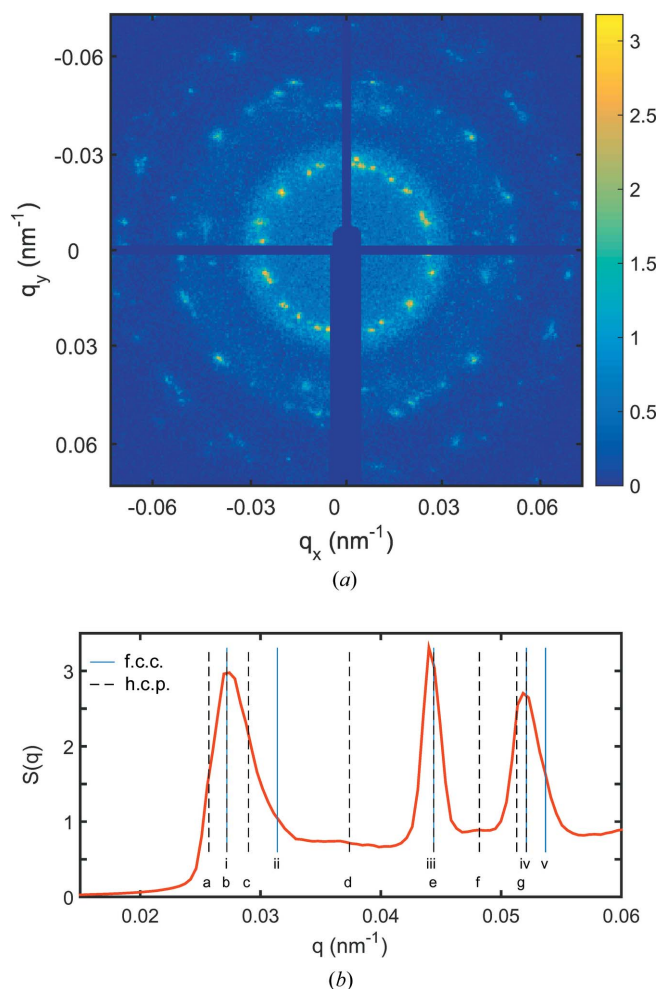 -0.06
-0.03
0
0.03
0.06
q_y (nm⁻¹)
-0.06 -0.03 0 0.03 0.06
q_x (nm⁻¹)
3
2.5
2
1.5
1
0.5
0
(a)
f.c.c.
h.c.p.
3
2
1
0
S(q)
i ii iii iv v
a b c d e f g
0.02 0.03 0.04 0.05 0.06
q (nm⁻¹)
(b)